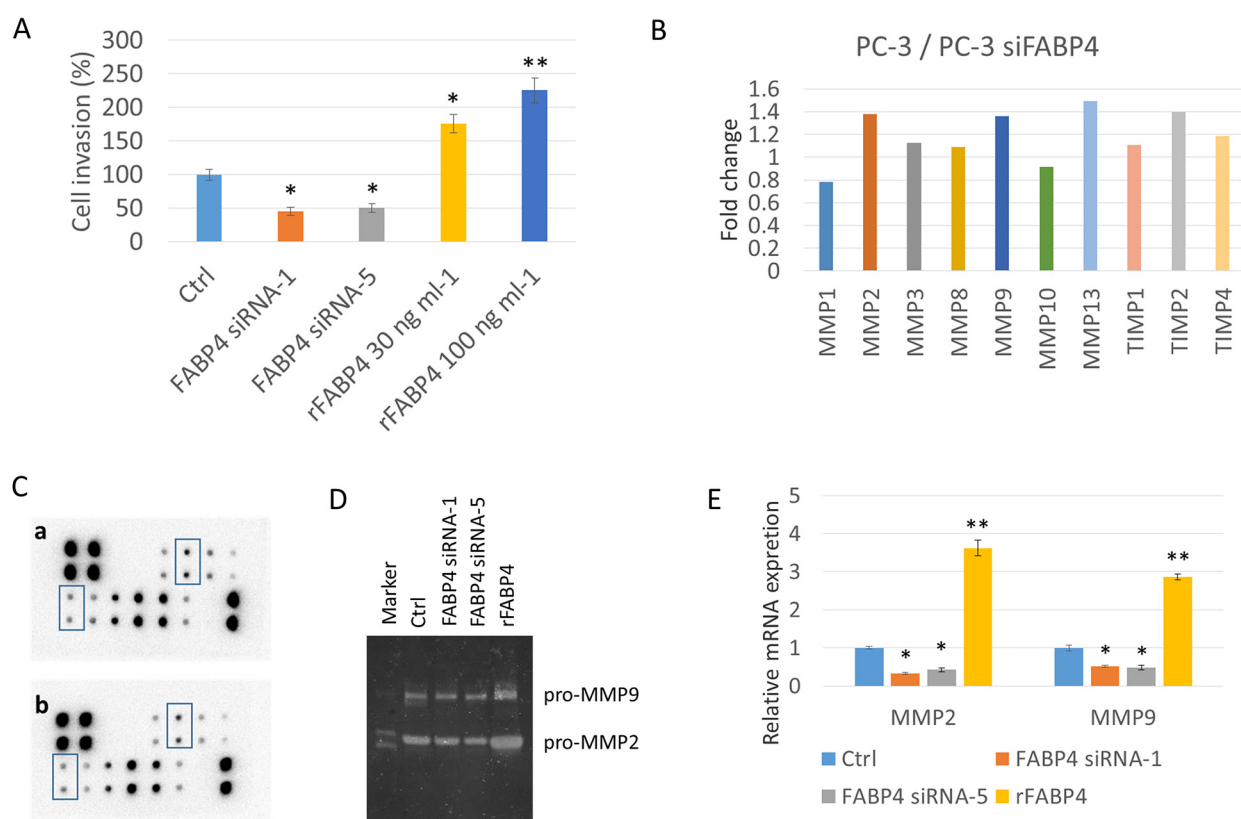 A
Cell invasion (%)
300
250
200
150
100
50
0
*
*
*
**
Ctrl
FABP4 siRNA-1
FABP4 siRNA-5
rFABP4 30 ng ml-1
rFABP4 100 ng ml-1
B
PC-3 / PC-3 siFABP4
Fold change
1.6
1.4
1.2
1
0.8
0.6
0.4
0.2
0
MMP1
MMP2
MMP3
MMP8
MMP9
MMP10
MMP13
TIMP1
TIMP2
TIMP4
C
a
b
D
Marker
Ctrl
FABP4 siRNA-1
FABP4 siRNA-5
rFABP4
pro-MMP9
pro-MMP2
E
Relative mRNA expretion
5
4
3
2
1
0
*
*
**
*
*
**
MMP2
MMP9
Ctrl
FABP4 siRNA-1
FABP4 siRNA-5
rFABP4